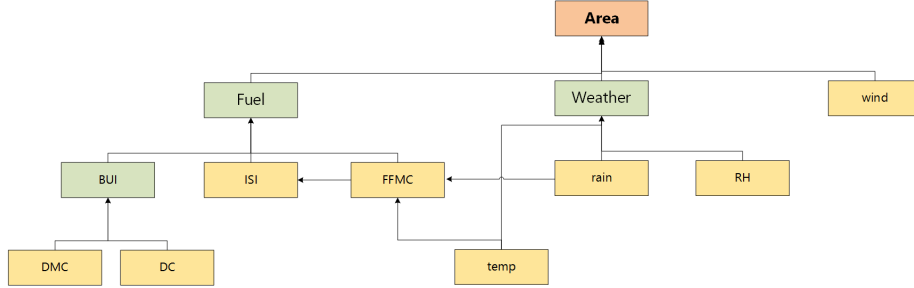 Area
Fuel
Weather
wind
BUI
ISI
FFMC
rain
RH
DMC
DC
temp